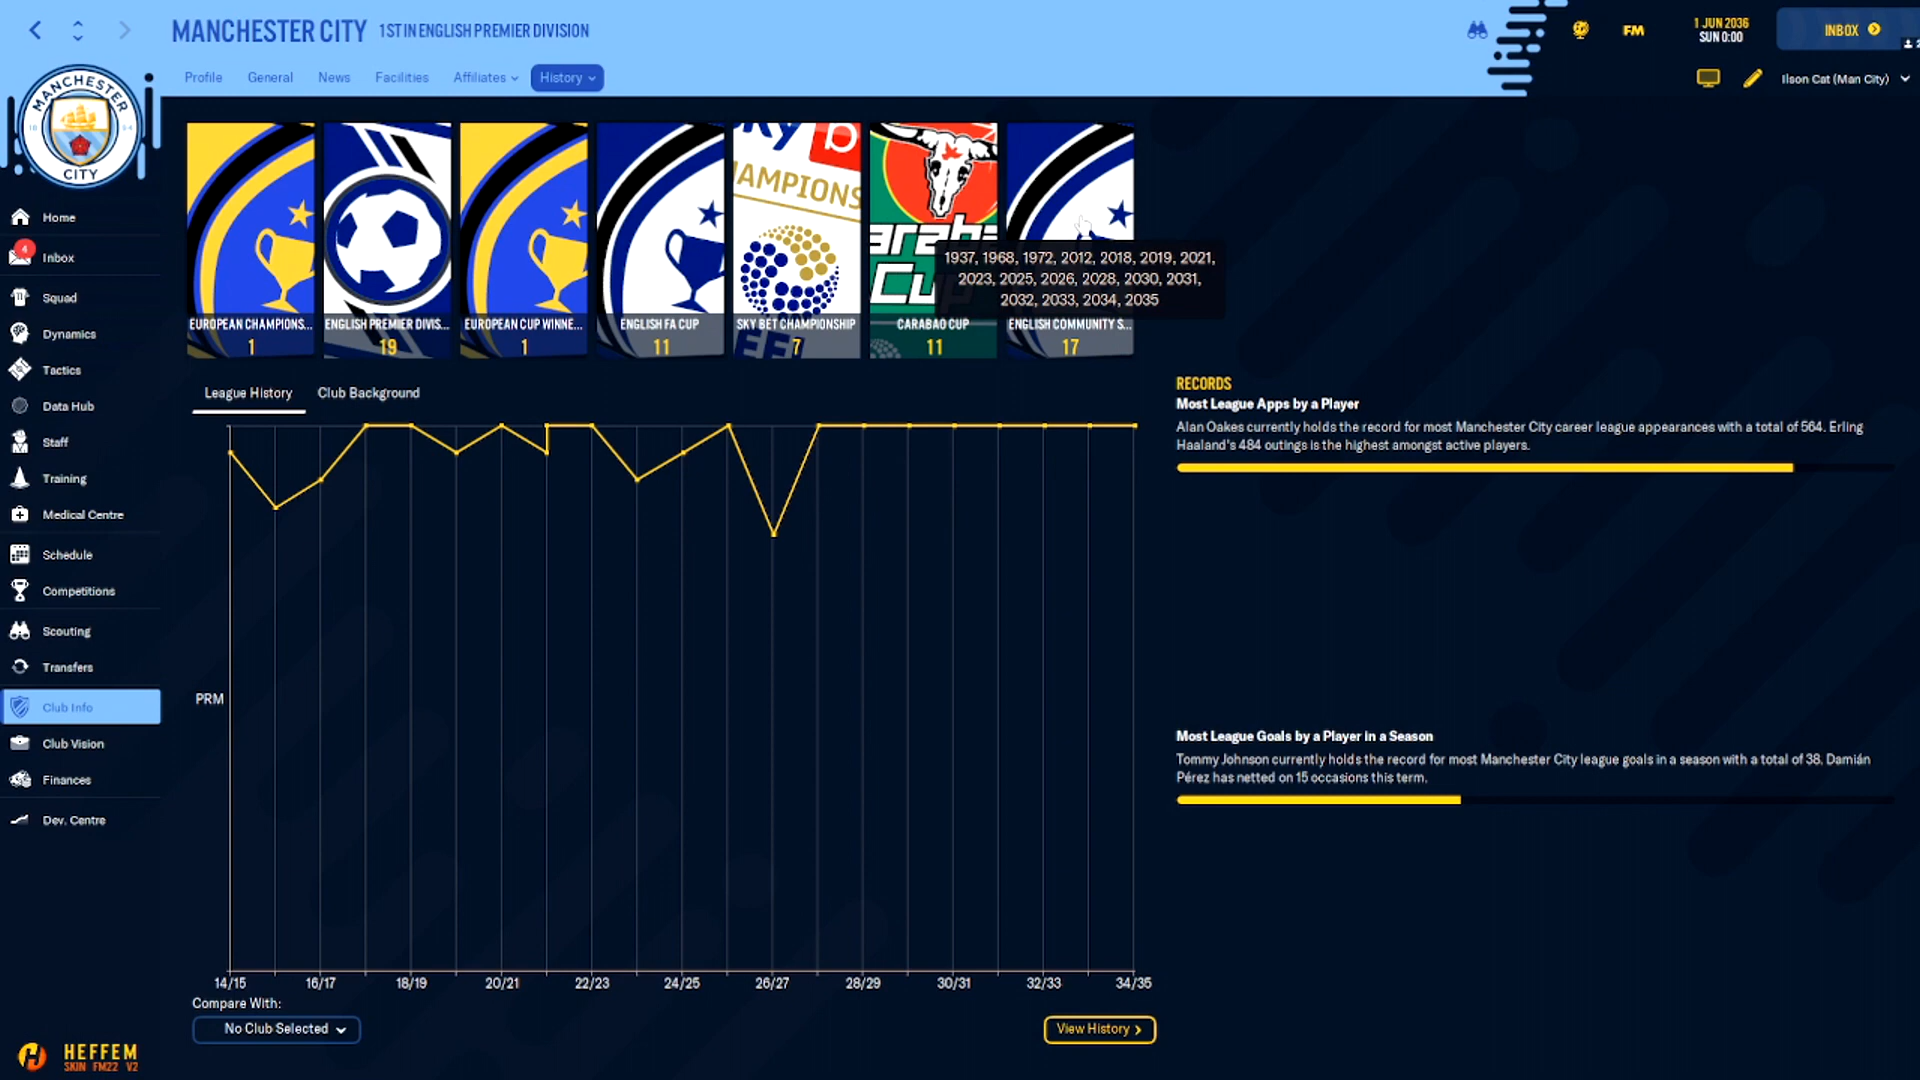 MANCHESTER CITY 1ST IN ENGLISH PREMIER DIVISION
FM
1 JUN 2036
SUN 0:00
INBOX
Profile General News Facilities Affiliates History
Ilson Cat (Man City)
MANCHESTER
CITY
Home
4
Inbox
Squad
Dynamics
Tactics
Data Hub
Staff
Training
Medical Centre
Schedule
Competitions
Scouting
Transfers
Club Info
Club Vision
Finances
Dev. Centre
HEFFEM
SKIN FM22 V2
EUROPEAN CHAMPIONS...
1
ENGLISH PREMIER DIVIS...
19
EUROPEAN CUP WINNE...
1
ENGLISH FA CUP
11
SKY BET CHAMPIONSHIP
7
CARABAO CUP
11
ENGLISH COMMUNITY S...
17
1937, 1968, 1972, 2012, 2018, 2019, 2021,
2023, 2025, 2026, 2028, 2030, 2031,
2032, 2033, 2034, 2035
League History Club Background
PRM
14/15 16/17 18/19 20/21 22/23 24/25 26/27 28/29 30/31 32/33 34/35
Compare With:
No Club Selected
View History
RECORDS
Most League Apps by a Player
Alan Oakes currently holds the record for most Manchester City career league appearances with a total of 564. Erling
Haaland's 484 outings is the highest amongst active players.
Most League Goals by a Player in a Season
Tommy Johnson currently holds the record for most Manchester City league goals in a season with a total of 38. Damián
Pérez has netted on 15 occasions this term.